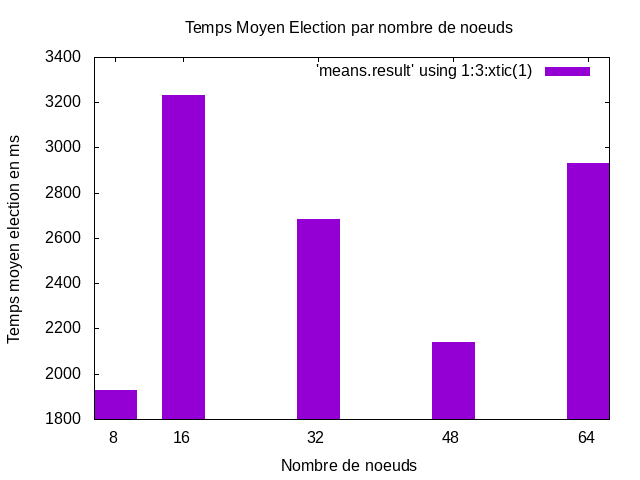 Temps Moyen Election par nombre de noeuds
'means.result' using 1:3:xtic(1)
Temps moyen election en ms
3400
3200
3000
2800
2600
2400
2200
2000
1800
8 16 32 48 64
Nombre de noeuds